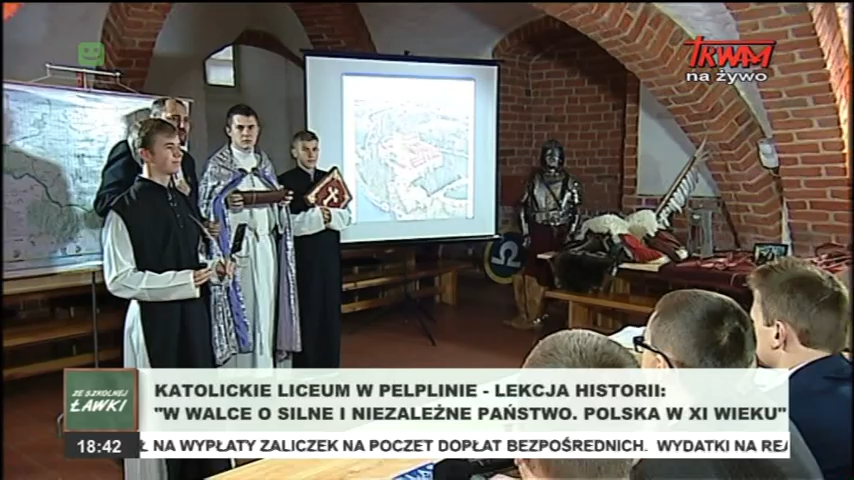 TRWAM
na żywo
ZE SZKOLNEJ
ŁAWKI
KATOLICKIE LICEUM W PELPLINIE - LEKCJA HISTORII:
"W WALCE O SILNE I NIEZALEŻNE PAŃSTWO. POLSKA W XI WIEKU"
18:42
Ł NA WYPŁATY ZALICZEK NA POCZET DOPŁAT BEZPOŚREDNICH. WYDATKI NA